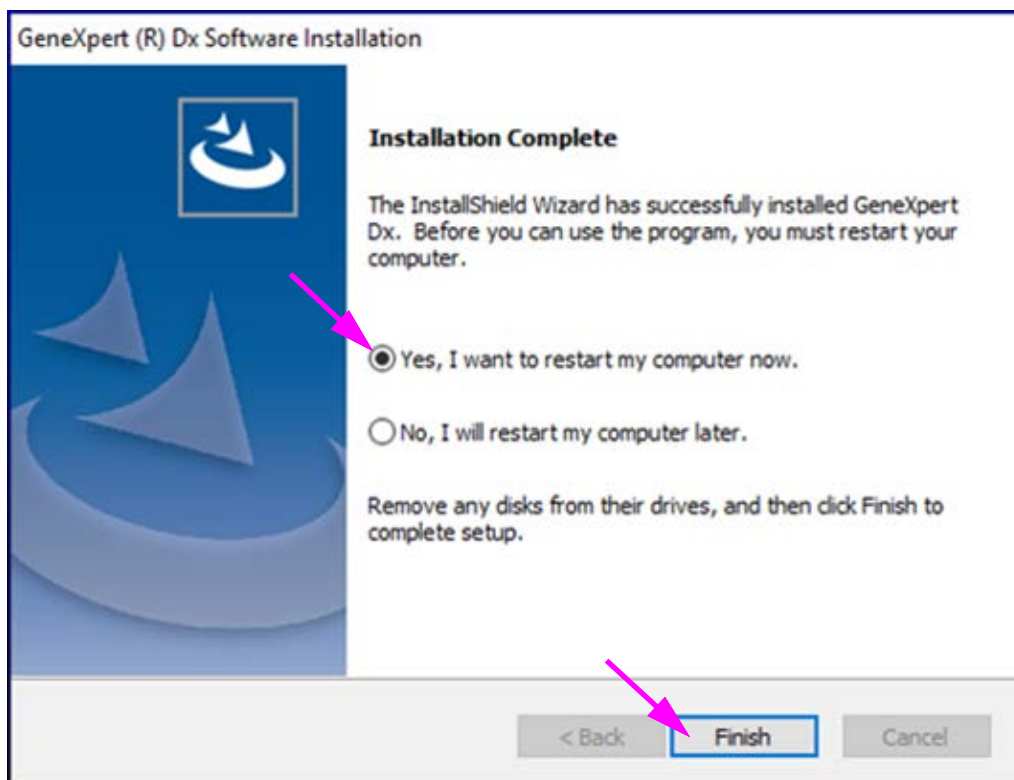 GeneXpert (R) Dx Software Installation
Installation Complete
The InstallShield Wizard has successfully installed GeneXpert
Dx.  Before you can use the program, you must restart your
computer.
Yes, I want to restart my computer now.
No, I will restart my computer later.
Remove any disks from their drives, and then click Finish to
complete setup.
< Back
Finish
Cancel